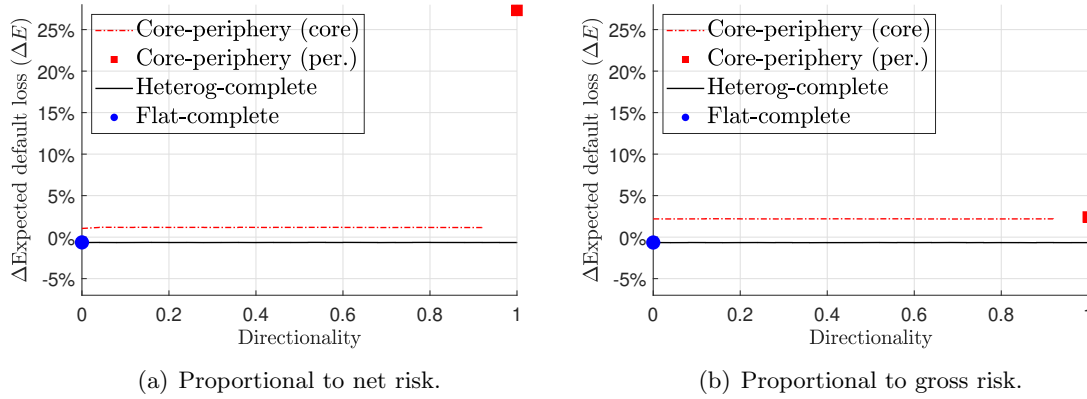 25%
20%
15%
10%
5%
0%
-5%
ΔExpected default loss (ΔE)
Core-periphery (core)
Core-periphery (per.)
Heterog-complete
Flat-complete
0 0.2 0.4 0.6 0.8 1
Directionality
(a) Proportional to net risk.
25%
20%
15%
10%
5%
0%
-5%
ΔExpected default loss (ΔE)
Core-periphery (core)
Core-periphery (per.)
Heterog-complete
Flat-complete
0 0.2 0.4 0.6 0.8 1
Directionality
(b) Proportional to gross risk.